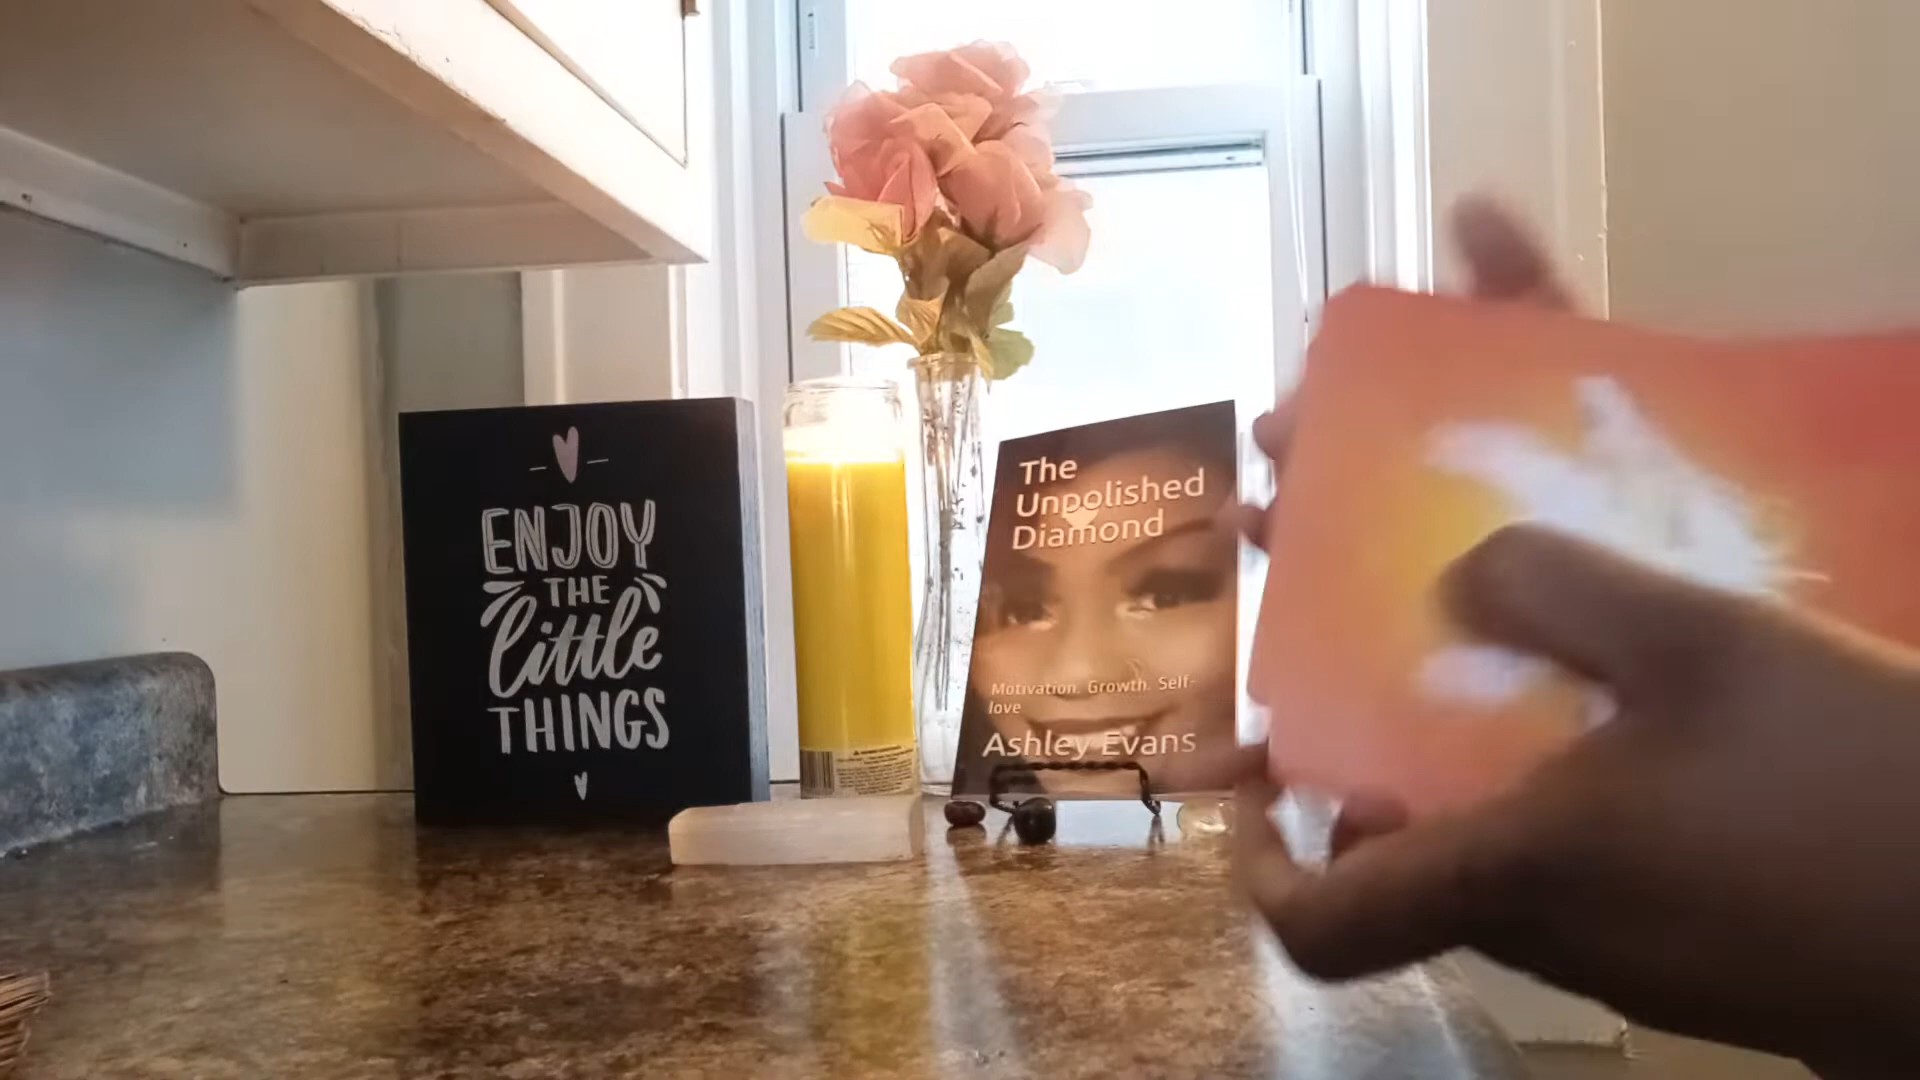 ENJOY
THE
little
THINGS
The
Unpolished
Diamond
Motivation. Growth. Self-
love
Ashley Evans